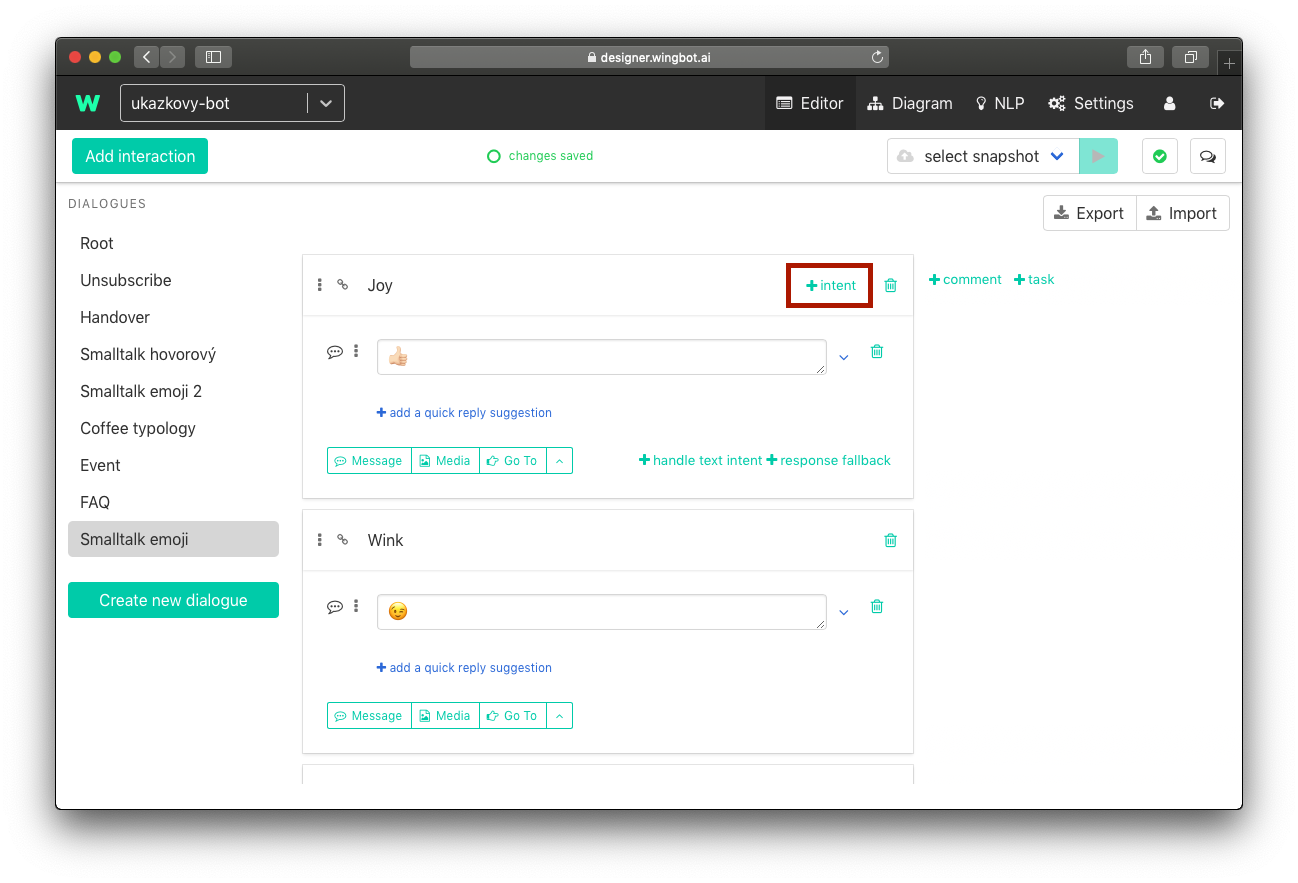 designer.wingbot.ai
W ukazkovy-bot Editor Diagram NLP Settings
Add interaction changes saved select snapshot
DIALOGUES
Export Import
Root
Unsubscribe
Handover
Smalltalk hovorový
Smalltalk emoji 2
Coffee typology
Event
FAQ
Smalltalk emoji
Create new dialogue
Joy +intent +comment +task
+add a quick reply suggestion
Message Media Go To +handle text intent +response fallback
Wink
+add a quick reply suggestion
Message Media Go To